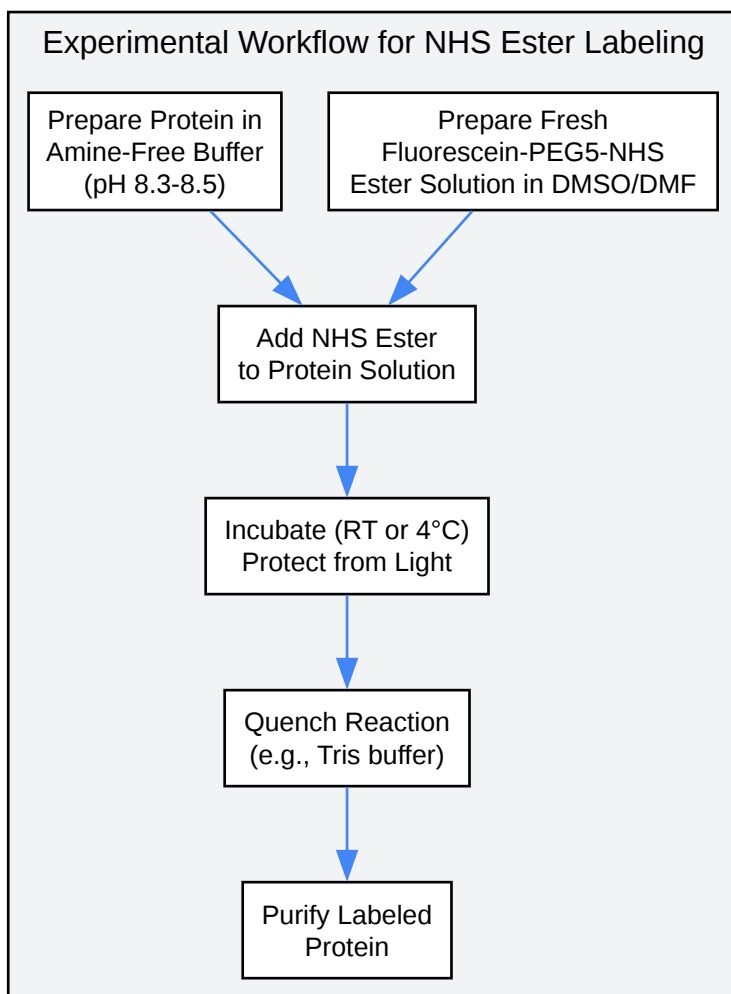 Experimental Workflow for NHS Ester Labeling
Prepare Protein in
Amine-Free Buffer
(pH 8.3-8.5)
Prepare Fresh
Fluorescein-PEG5-NHS
Ester Solution in DMSO/DMF
Add NHS Ester
to Protein Solution
Incubate (RT or 4°C)
Protect from Light
Quench Reaction
(e.g., Tris buffer)
Purify Labeled
Protein